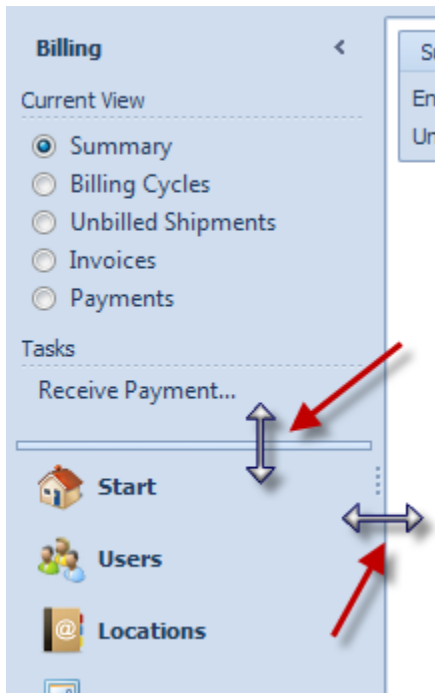 Billing
Current View
Summary
Billing Cycles
Unbilled Shipments
Invoices
Payments
Tasks
Receive Payment...
Start
Users
@
Locations